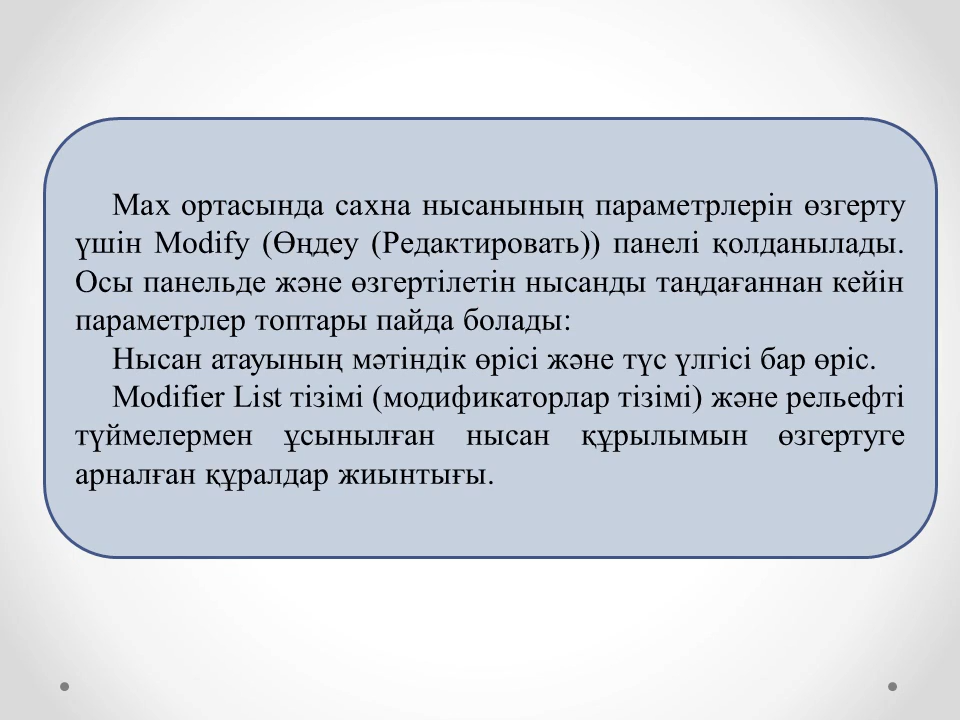 Max ортасында сахна нысанының параметрлерін өзгерту
үшін Modify (Өңдеу (Редактировать)) панелі қолданылады.
Осы панельде және өзгертілетін нысанды таңдағаннан кейін
параметрлер топтары пайда болады:
Нысан атауының мәтіндік өрісі және түс үлгісі бар өріс.
Modifier List тізімі (модификаторлар тізімі) және рельефті
түймелермен ұсынылған нысан құрылымын өзгертуге
арналған құралдар жиынтығы.